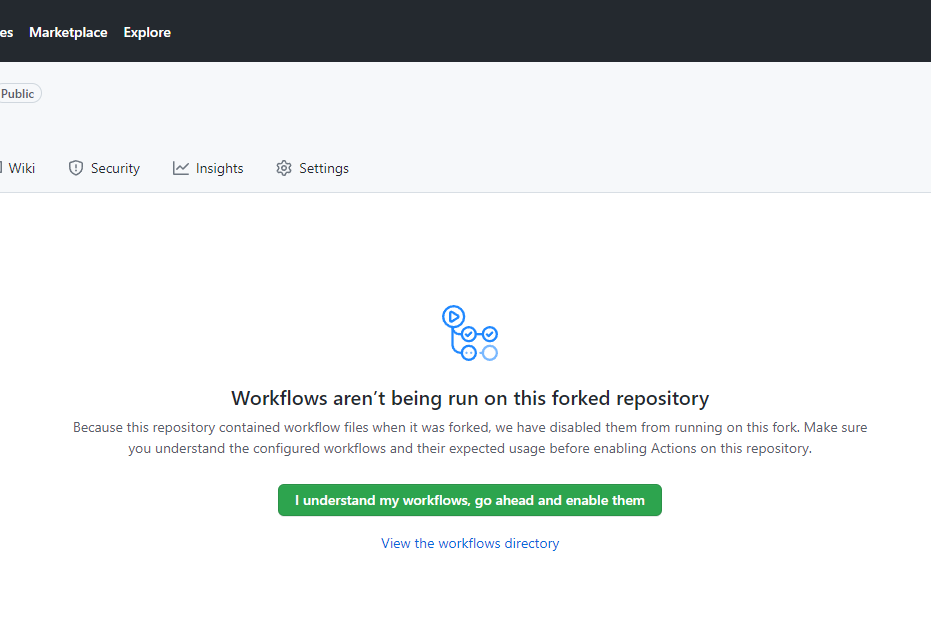 es Marketplace Explore
Public
Wiki Security Insights Settings
Workflows aren’t being run on this forked repository
Because this repository contained workflow files when it was forked, we have disabled them from running on this fork. Make sure
you understand the configured workflows and their expected usage before enabling Actions on this repository.
I understand my workflows, go ahead and enable them
View the workflows directory